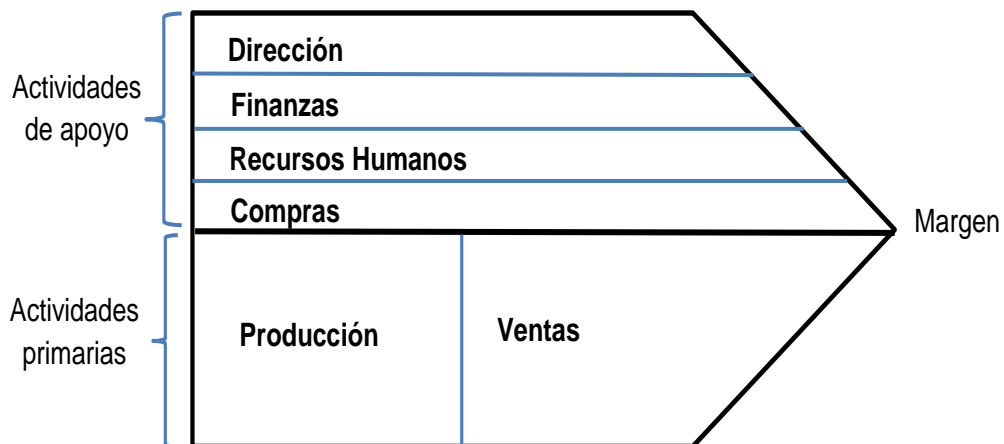 Dirección
Actividades
de apoyo
Finanzas
Recursos Humanos
Compras
Margen
Actividades
primarias
Producción
Ventas